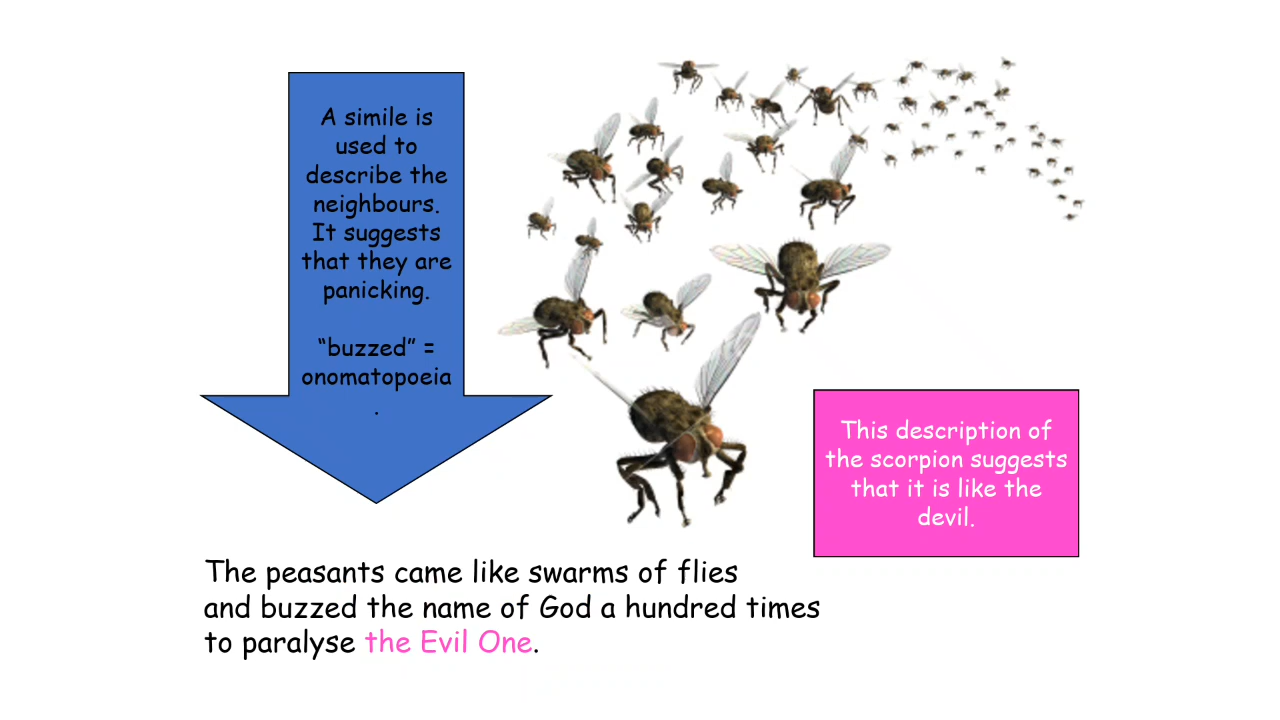 A simile is
used to
describe the
neighbours.
It suggests
that they are
panicking.
“buzzed” =
onomatopoeia
.
This description of
the scorpion suggests
that it is like the
devil.
The peasants came like swarms of flies
and buzzed the name of God a hundred times
to paralyse the Evil One.